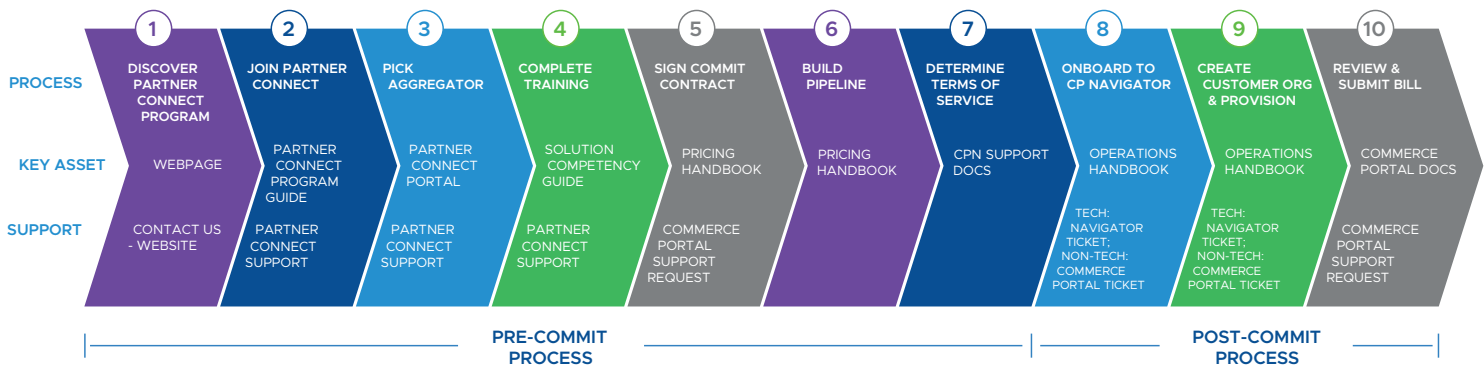 1
2
3
4
5
6
7
8
9
10
PROCESS
DISCOVER
PARTNER
CONNECT
PROGRAM
JOIN PARTNER
CONNECT
PICK
AGGREGATOR
COMPLETE
TRAINING
SIGN COMMIT
CONTRACT
BUILD
PIPELINE
DETERMINE
TERMS OF
SERVICE
ONBOARD TO
CP NAVIGATOR
CREATE
CUSTOMER ORG
& PROVISION
REVIEW &
SUBMIT BILL
KEY ASSET
WEBPAGE
PARTNER
CONNECT
PROGRAM
GUIDE
PARTNER
CONNECT
PORTAL
SOLUTION
COMPETENCY
GUIDE
PRICING
HANDBOOK
PRICING
HANDBOOK
CPN SUPPORT
DOCS
OPERATIONS
HANDBOOK
OPERATIONS
HANDBOOK
COMMERCE
PORTAL DOCS
SUPPORT
CONTACT US
- WEBSITE
PARTNER
CONNECT
SUPPORT
PARTNER
CONNECT
SUPPORT
PARTNER
CONNECT
SUPPORT
COMMERCE
PORTAL
SUPPORT
REQUEST
TECH:
NAVIGATOR
TICKET;
NON-TECH:
COMMERCE
PORTAL TICKET
TECH:
NAVIGATOR
TICKET;
NON-TECH:
COMMERCE
PORTAL TICKET
COMMERCE
PORTAL
SUPPORT
REQUEST
PRE-COMMIT
PROCESS
POST-COMMIT
PROCESS